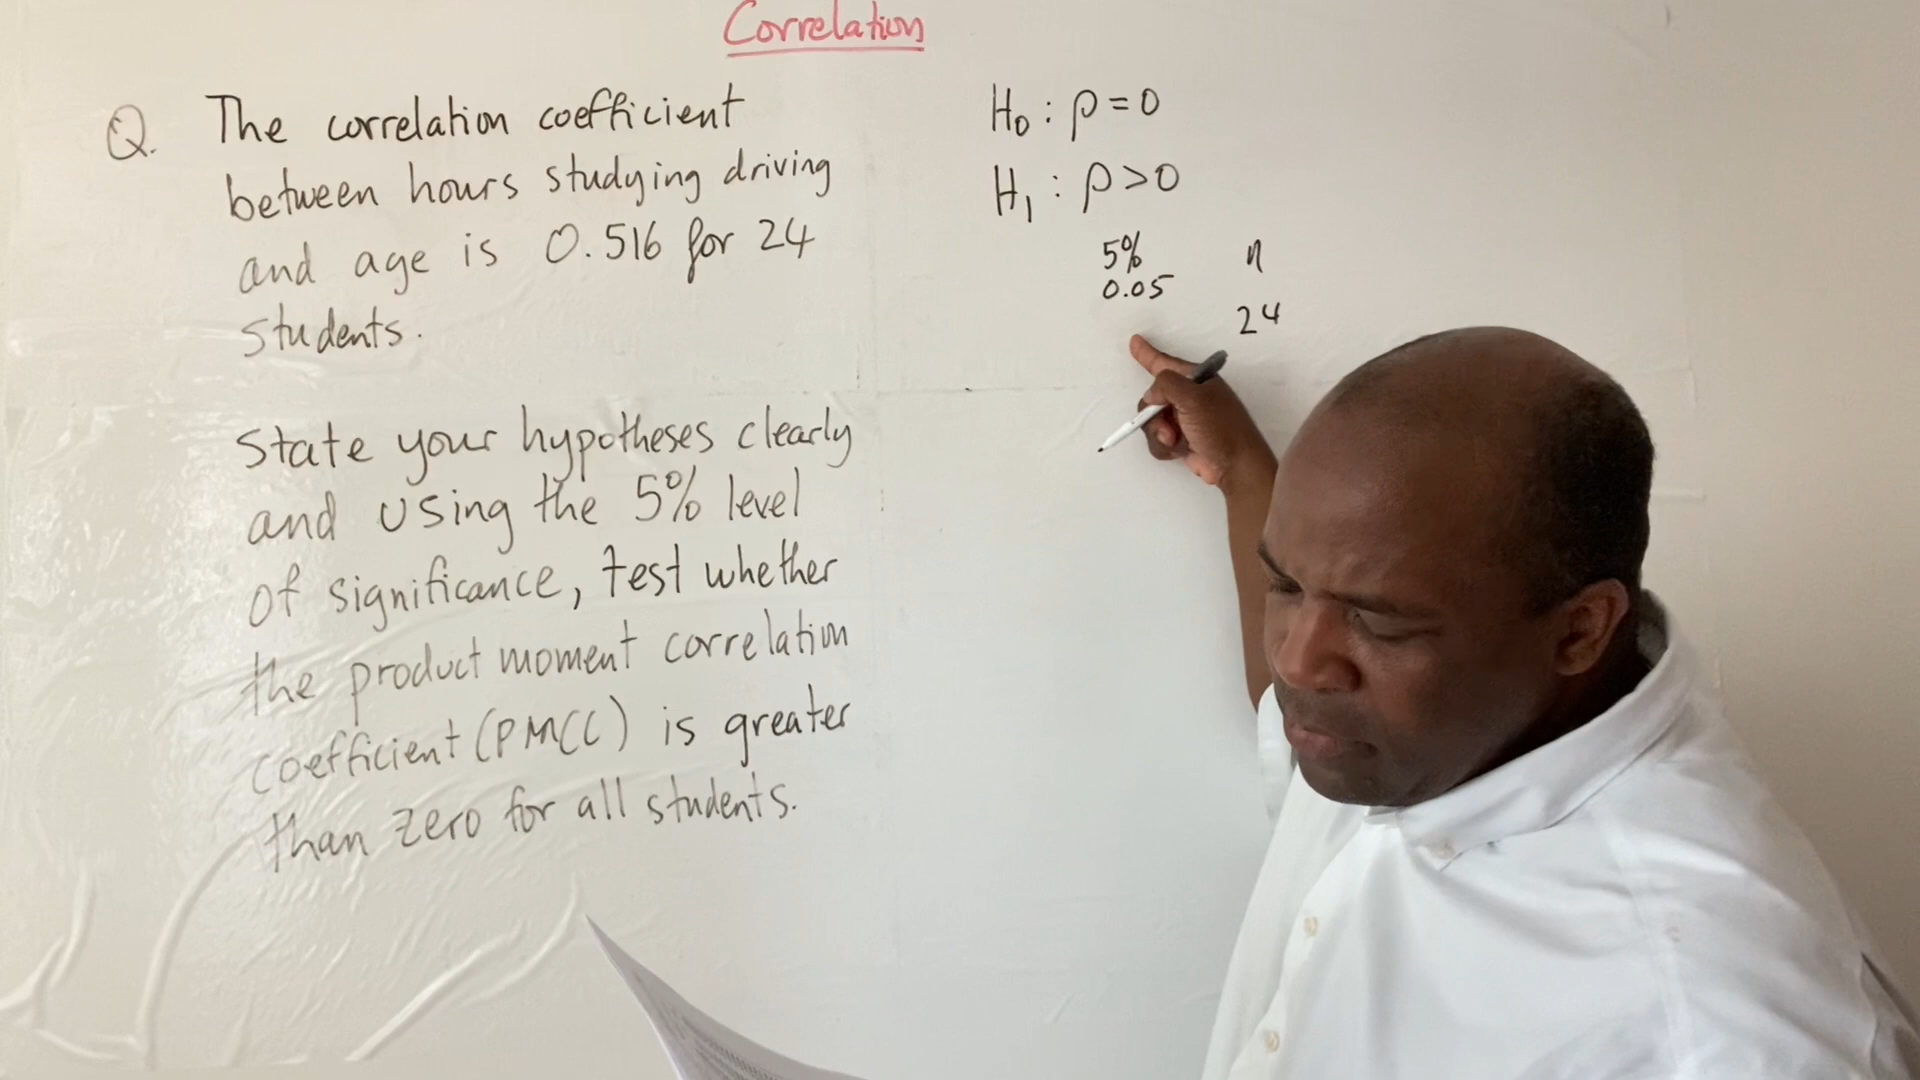 Correlation
Q. The correlation coefficient
between hours studying driving
and age is 0.516 for 24
students.
State your hypotheses clearly
and using the 5% level
of significance, test whether
the product moment correlation
coefficient (PMCC) is greater
than zero for all students.
H₀ : ρ = 0
H₁ : ρ > 0
5% n
0.05
24